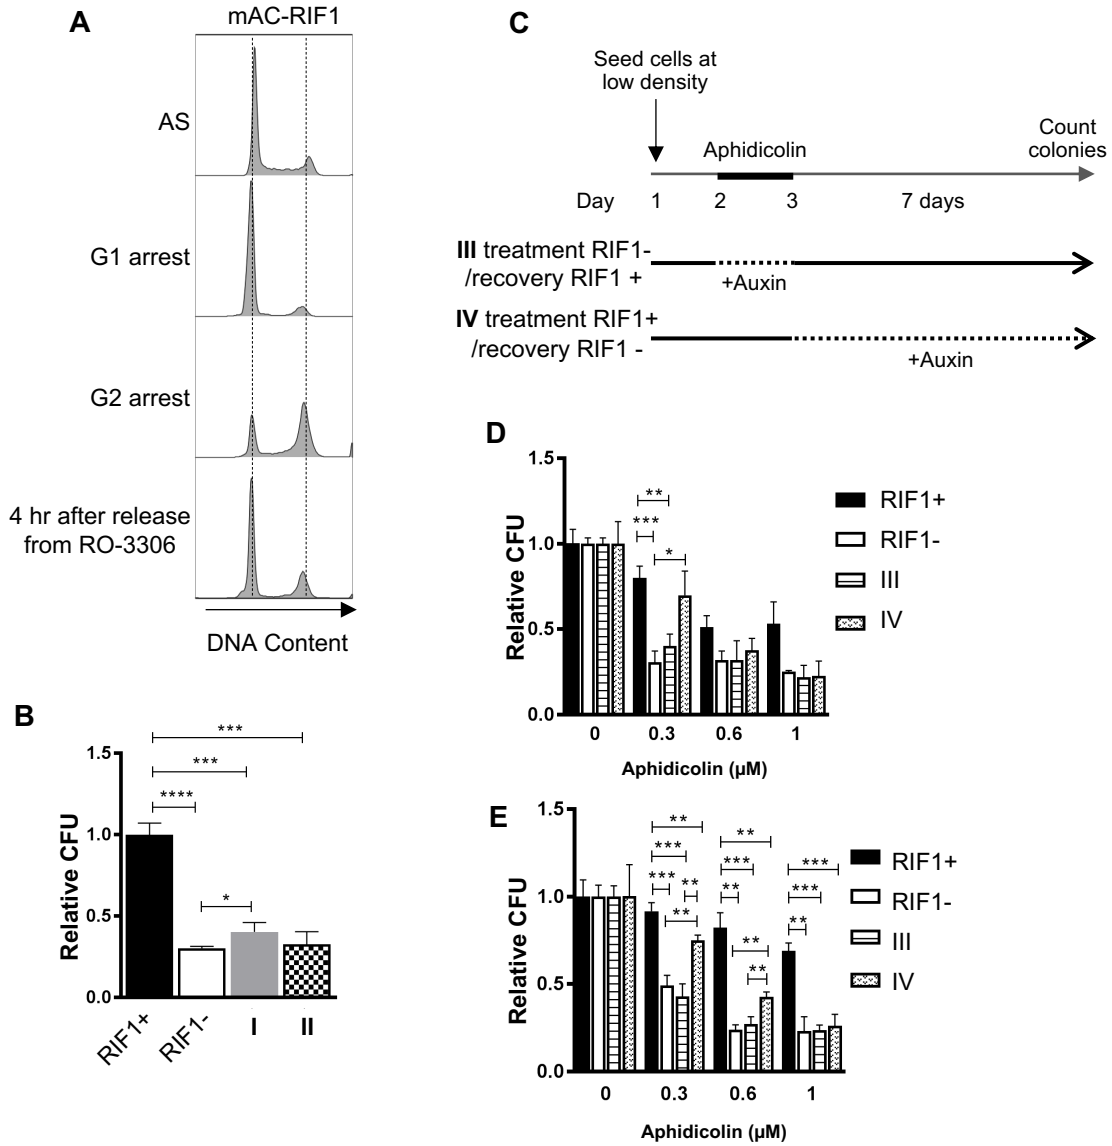 A
mAC-RIF1
AS
G1 arrest
G2 arrest
4 hr after release
from RO-3306
DNA Content
B
Relative CFU
1.5
1.0
0.5
0.0
***
***
****
*
RIF1+
RIF1-
I
II
C
Seed cells at
low density
Aphidicolin
Count
colonies
Day
1
2
3
7 days
III treatment RIF1-
/recovery RIF1 +
+Auxin
IV treatment RIF1+
/recovery RIF1 -
+Auxin
D
Relative CFU
1.5
1.0
0.5
0.0
**
***
*
0
0.3
0.6
1
Aphidicolin (µM)
RIF1+
RIF1-
III
IV
E
Relative CFU
1.5
1.0
0.5
0.0
**
***
***
**
**
**
***
**
**
**
***
***
**
0
0.3
0.6
1
Aphidicolin (µM)
RIF1+
RIF1-
III
IV